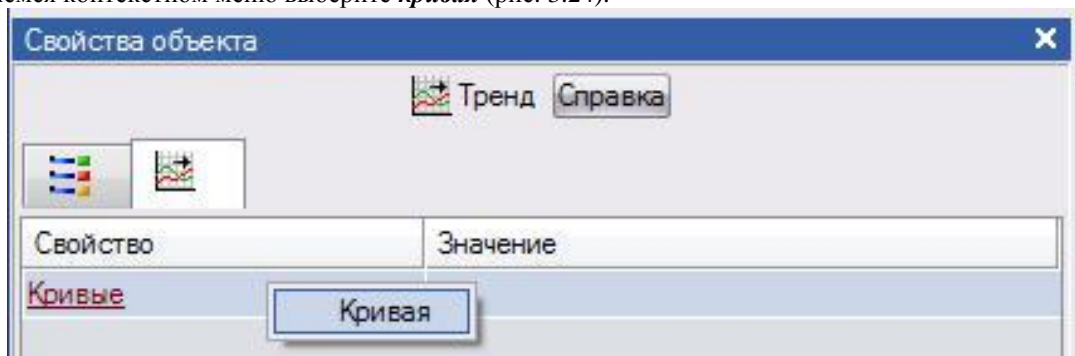 контекстном меню выберите кривая (рис. 3.24).
Свойства объекта
Тренд Справка
Свойство Значение
Кривые
Кривая